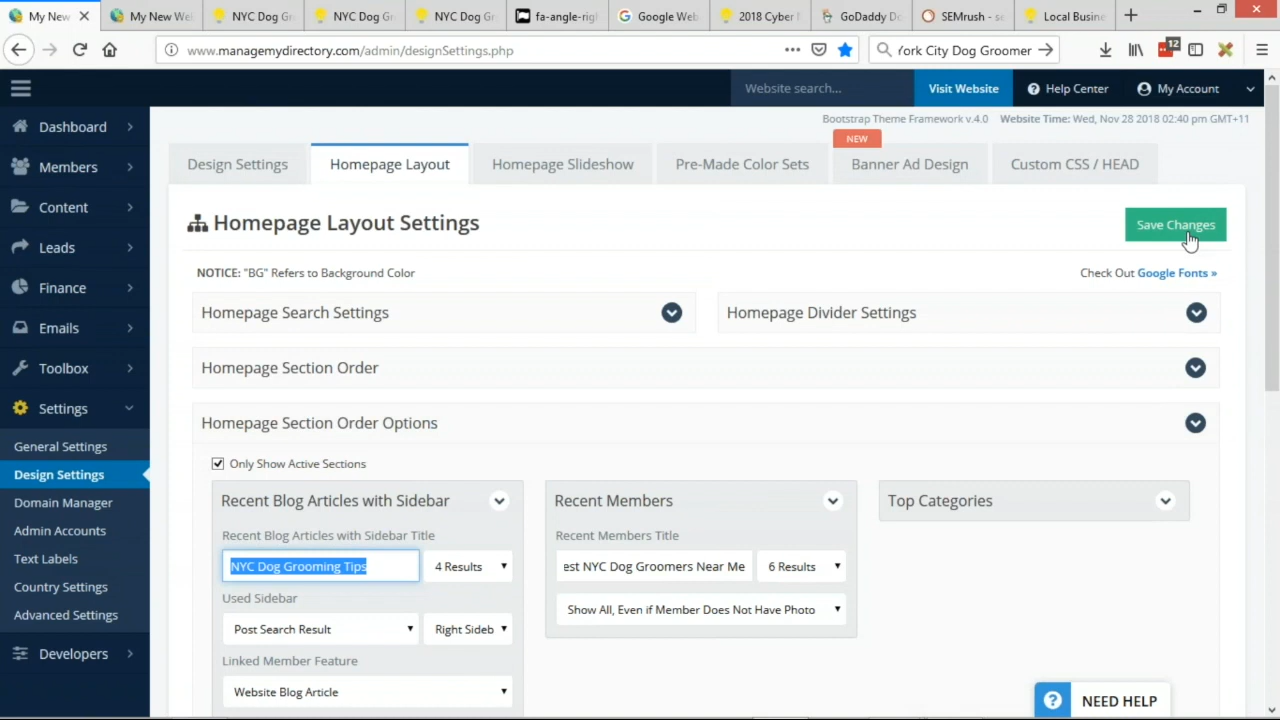 My New
My New We
NYC Dog Gr
NYC Dog Gr
NYC Dog Gr
fa-angle-rig
Google Web
2018 Cyber
GoDaddy Do
SEMrush - se
Local Busine
www.managemydirectory.com/admin/designSettings.php
York City Dog Groomer
12
Website search...
Visit Website
Help Center
My Account
Bootstrap Theme Framework v.4.0 Website Time: Wed, Nov 28 2018 02:40 pm GMT+11
Dashboard
Members
Content
Leads
Finance
Emails
Toolbox
Settings
General Settings
Design Settings
Domain Manager
Admin Accounts
Text Labels
Country Settings
Advanced Settings
Developers
NEW
Design Settings
Homepage Layout
Homepage Slideshow
Pre-Made Color Sets
Banner Ad Design
Custom CSS / HEAD
Homepage Layout Settings
Save Changes
NOTICE: "BG" Refers to Background Color
Check Out Google Fonts »
Homepage Search Settings
Homepage Divider Settings
Homepage Section Order
Homepage Section Order Options
Only Show Active Sections
Recent Blog Articles with Sidebar
Recent Blog Articles with Sidebar Title
NYC Dog Grooming Tips
4 Results
Used Sidebar
Post Search Result
Right Sideb
Linked Member Feature
Website Blog Article
Recent Members
Recent Members Title
est NYC Dog Groomers Near Me
6 Results
Show All, Even if Member Does Not Have Photo
Top Categories
NEED HELP